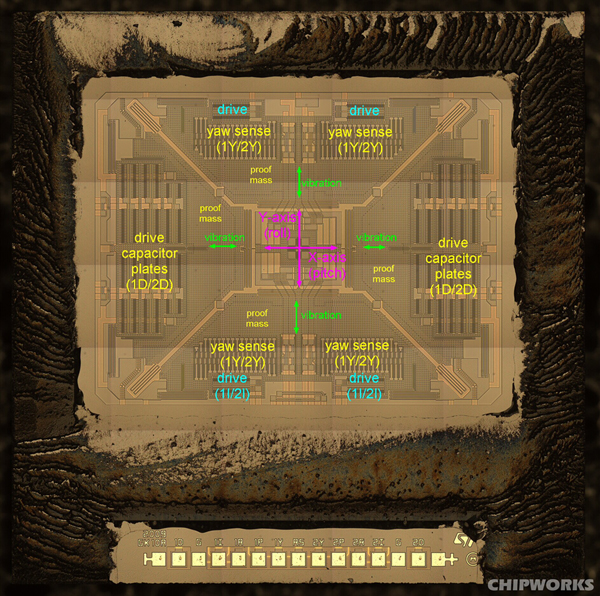 drive
drive
yaw sense
(1Y/2Y)
yaw sense
(1Y/2Y)
proof
mass
vibration
proof
mass
Y-axis
(roll)
vibration
vibration
X-axis
(pitch)
drive
capacitor
plates
(1D/2D)
drive
capacitor
plates
(1D/2D)
proof
mass
proof
mass
vibration
yaw sense
(1Y/2Y)
yaw sense
(1Y/2Y)
drive
(1I/2I)
drive
(1I/2I)
2009
ST
CHIPWORKS